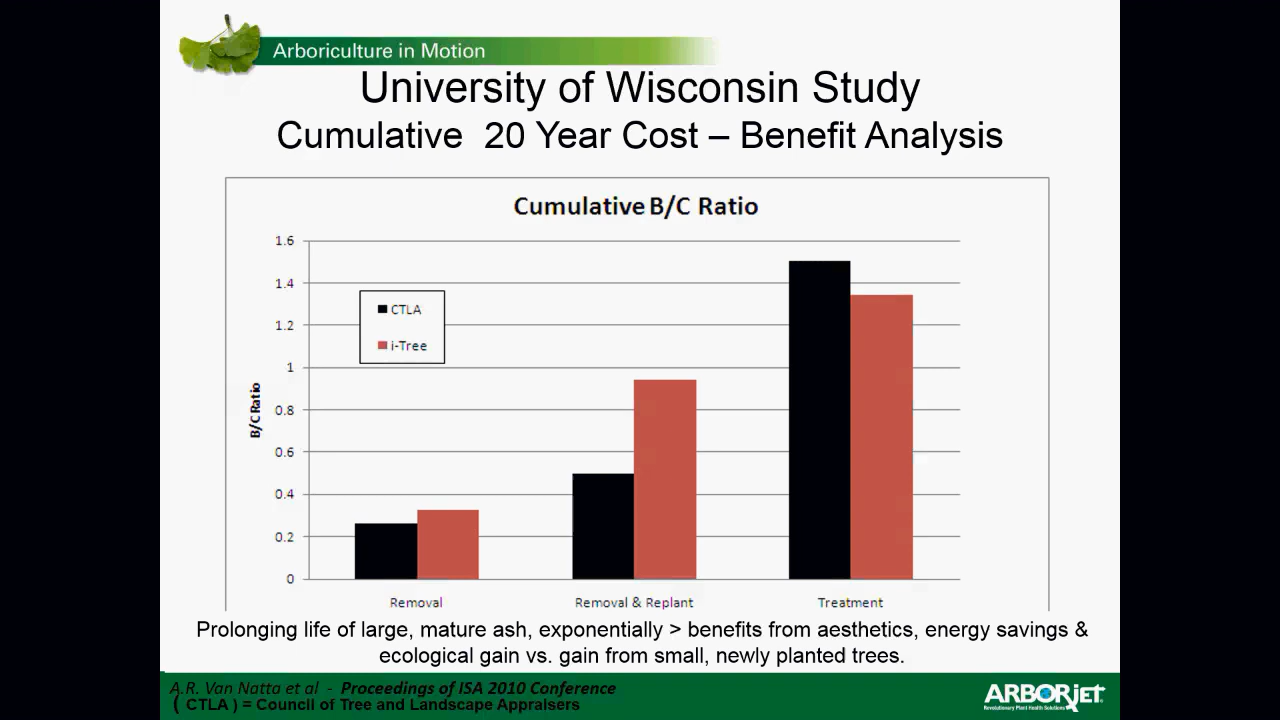 Arboriculture in Motion
University of Wisconsin Study
Cumulative 20 Year Cost – Benefit Analysis
Cumulative B/C Ratio
1.6
1.4
1.2
1
0.8
0.6
0.4
0.2
0
B/C Ratio
CTLA
i-Tree
Removal
Removal & Replant
Treatment
Prolonging life of large, mature ash, exponentially > benefits from aesthetics, energy savings &
ecological gain vs. gain from small, newly planted trees.
A.R. Van Natta et al - Proceedings of ISA 2010 Conference
( CTLA ) = Council of Tree and Landscape Appraisers
ARBORjet
Revolutionary Plant Health Solutions